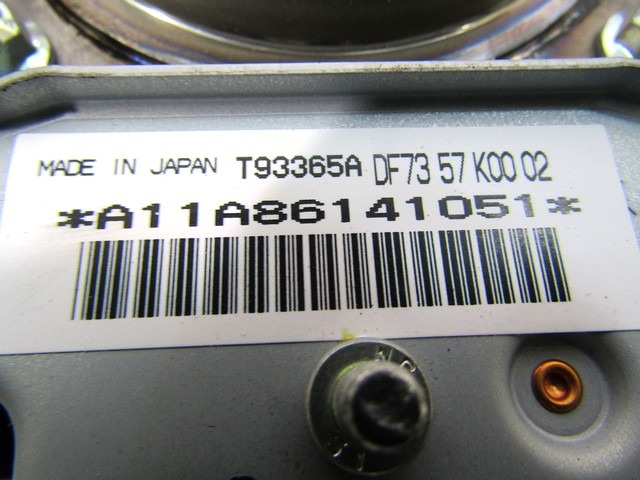 MADE IN JAPAN T93365A DF73 57 K00 02
*A11A86141051*